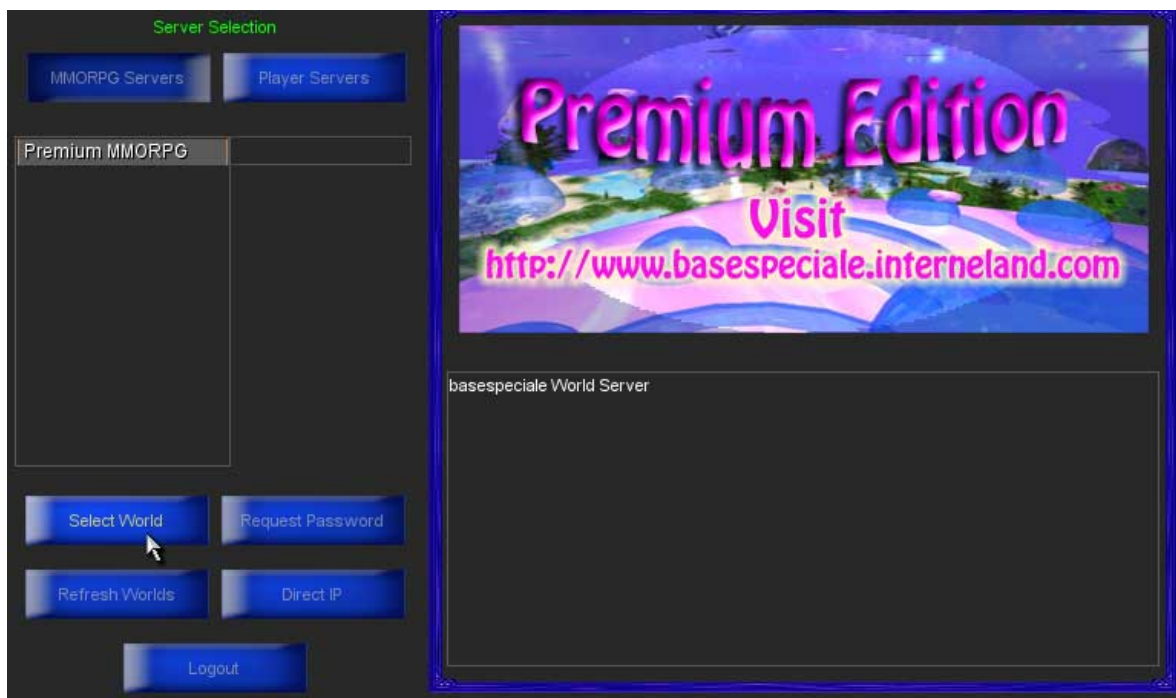 Server Selection
MMORPG Servers
Player Servers
Premium MMORPG
Select World
Request Password
Refresh Worlds
Direct IP
Logout
Premium Edition
Visit
http://www.basespeciale.interneland.com
basespeciale World Server